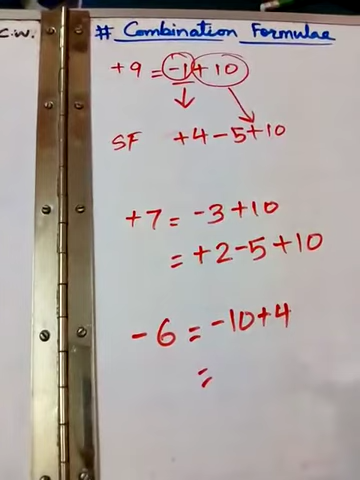 C.W.
# Combination Formulae
+9 = -1 + 10
SF +4 - 5 + 10
+7 = -3 + 10
= +2 - 5 + 10
-6 = -10 + 4
=